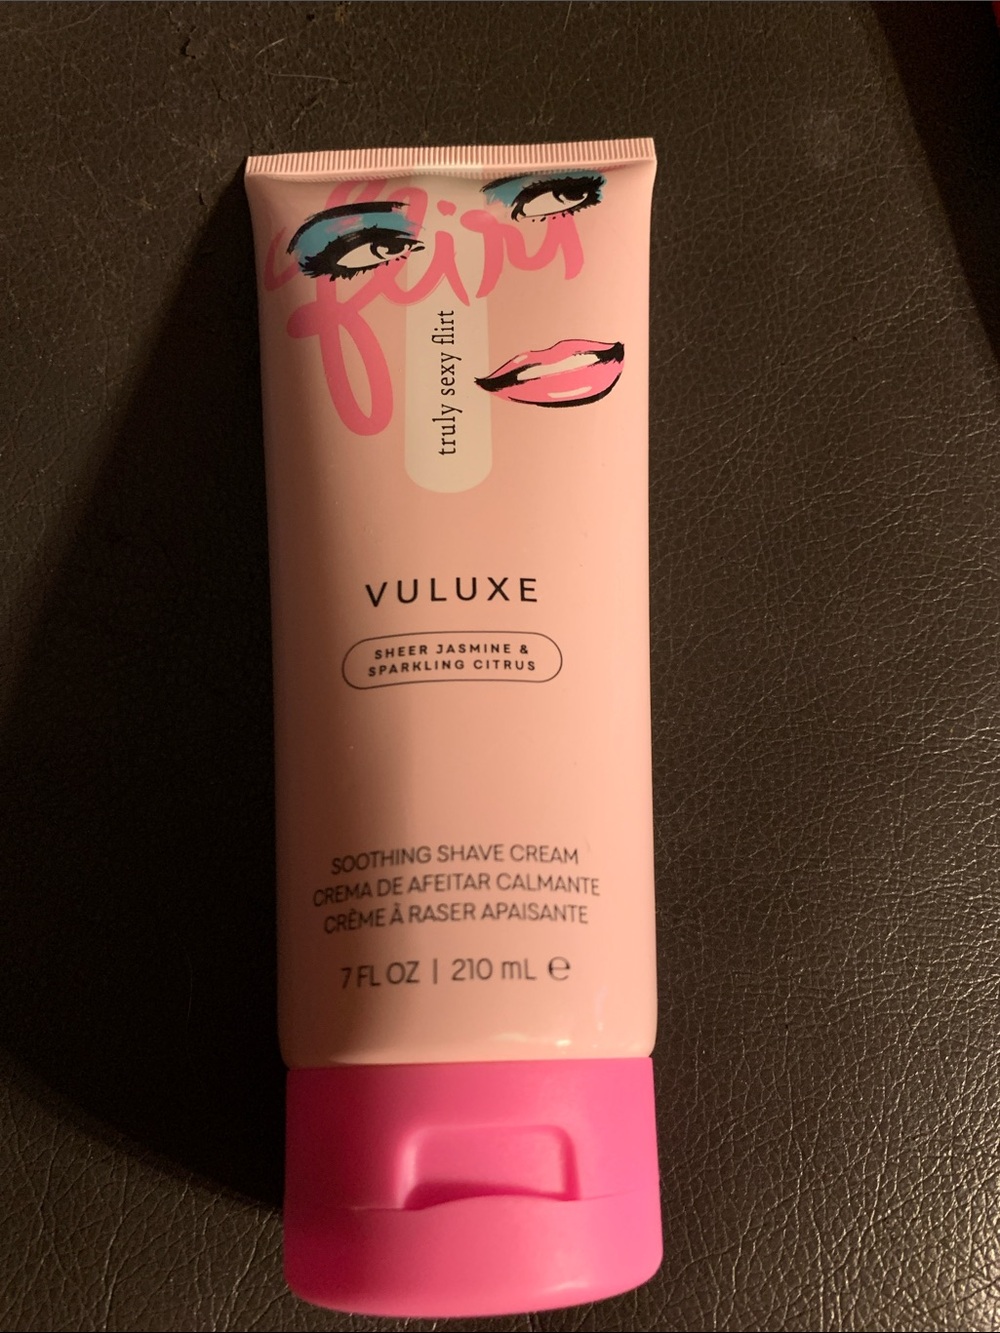 flirt
truly sexy flirt
VULUXE
SHEER JASMINE &
SPARKLING CITRUS
SOOTHING SHAVE CREAM
CREMA DE AFEITAR CALMANTE
CRÈME À RASER APAISANTE
7 FL OZ | 210 mL ℮